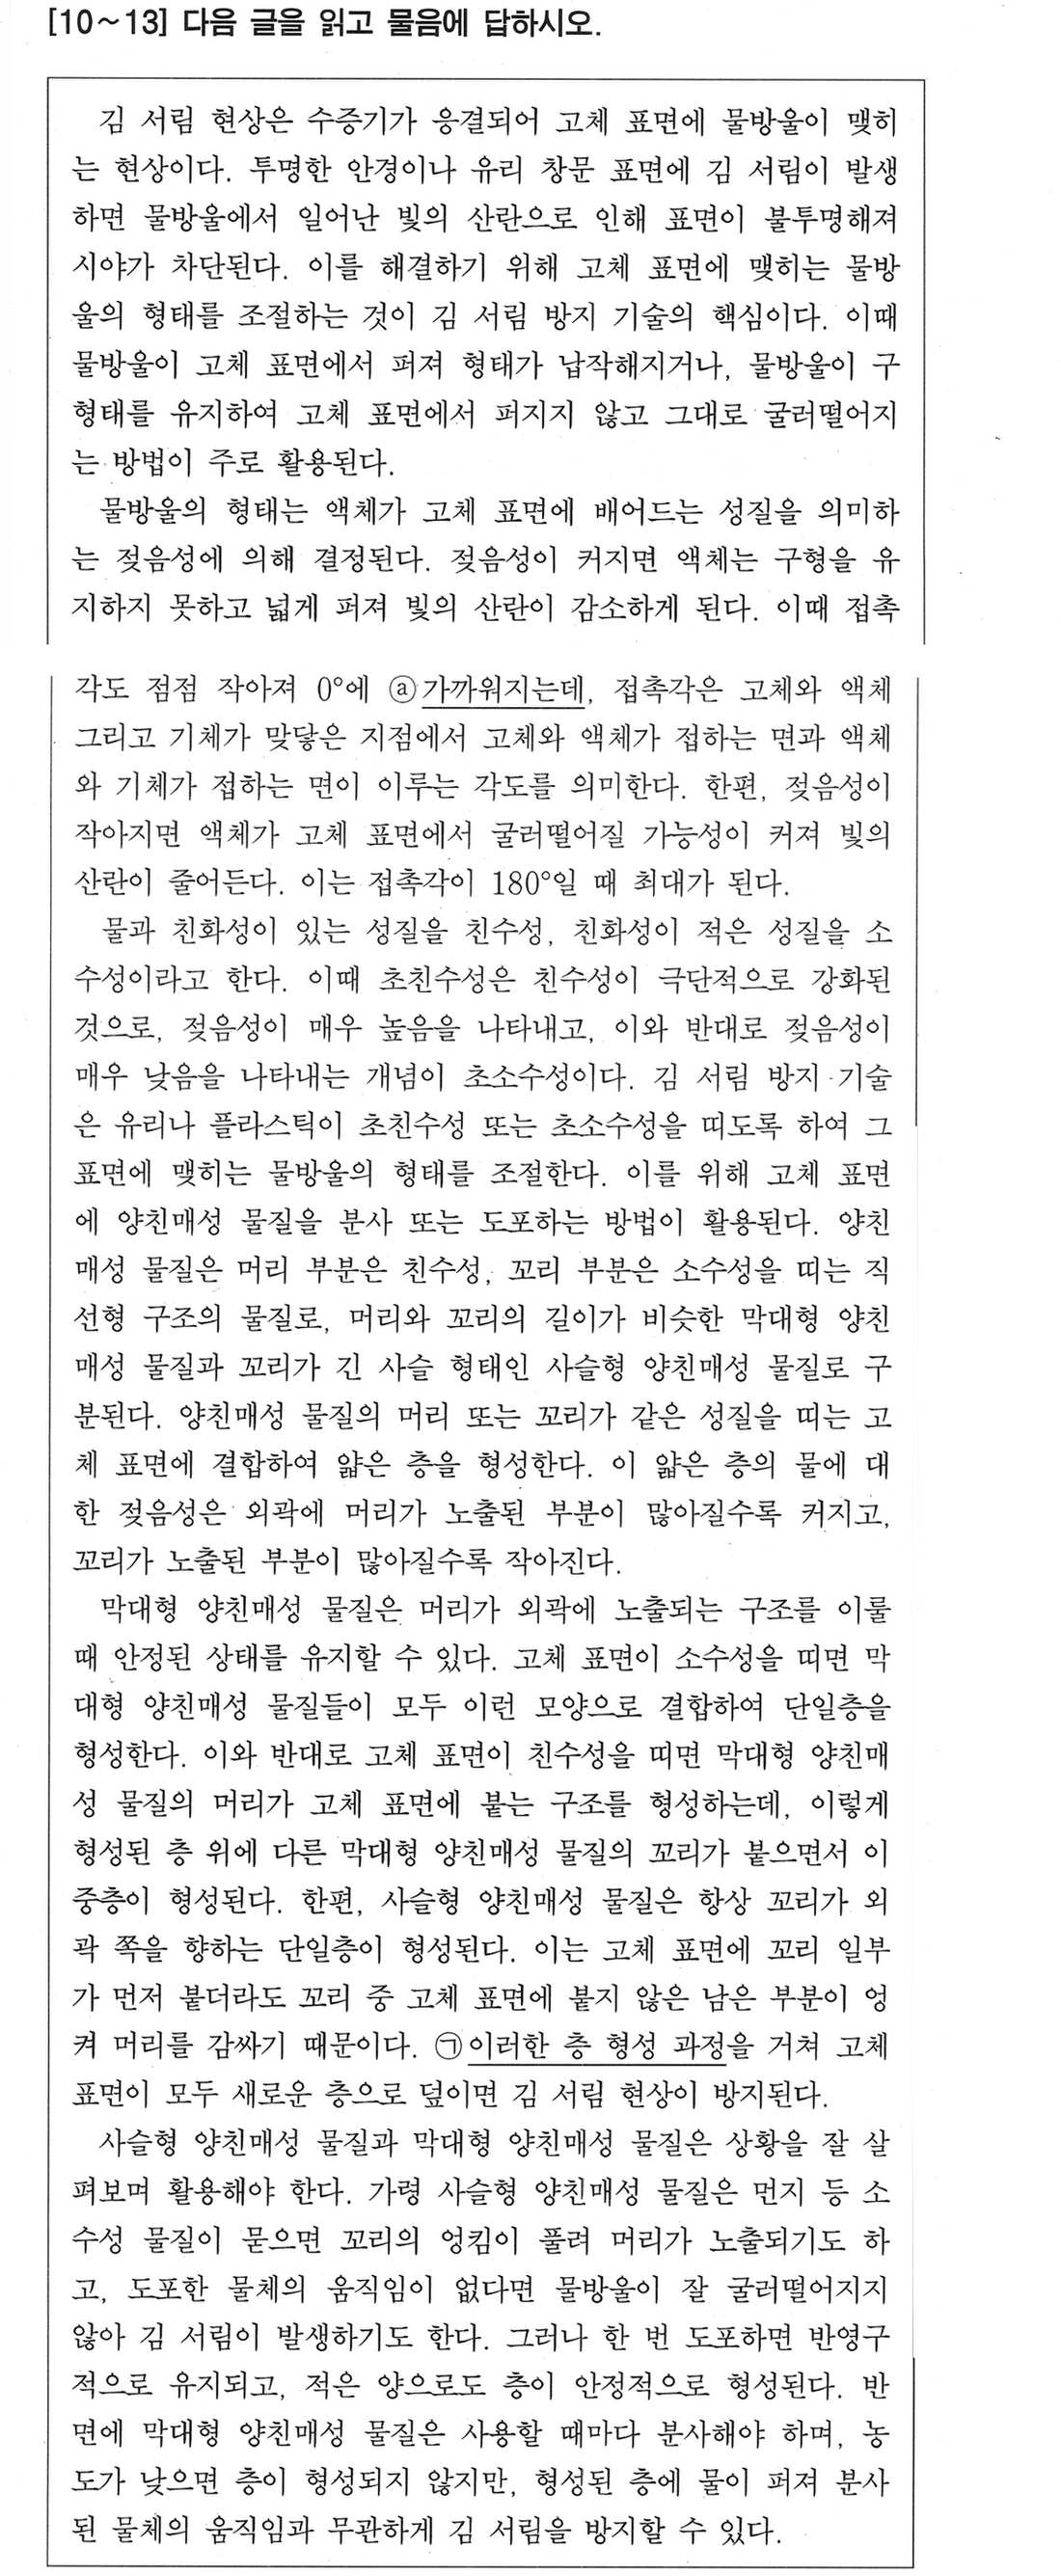 [10~13] 다음 글을 읽고 물음에 답하시오.
김 서림 현상은 수증기가 응결되어 고체 표면에 물방울이 맺히
는 현상이다. 투명한 안경이나 유리 창문 표면에 김 서림이 발생
하면 물방울에서 일어난 빛의 산란으로 인해 표면이 불투명해져
시야가 차단된다. 이를 해결하기 위해 고체 표면에 맺히는 물방
울의 형태를 조절하는 것이 김 서림 방지 기술의 핵심이다. 이때
물방울이 고체 표면에서 퍼져 형태가 납작해지거나, 물방울이 구
형태를 유지하여 고체 표면에서 퍼지지 않고 그대로 굴러떨어지
는 방법이 주로 활용된다.
물방울의 형태는 액체가 고체 표면에 배어드는 성질을 의미하
는 젖음성에 의해 결정된다. 젖음성이 커지면 액체는 구형을 유
지하지 못하고 넓게 퍼져 빛의 산란이 감소하게 된다. 이때 접촉
각도 점점 작아져 0°에 ⓐ가까워지는데, 접촉각은 고체와 액체
그리고 기체가 맞닿은 지점에서 고체와 액체가 접하는 면과 액체
와 기체가 접하는 면이 이루는 각도를 의미한다. 한편, 젖음성이
작아지면 액체가 고체 표면에서 굴러떨어질 가능성이 커져 빛의
산란이 줄어든다. 이는 접촉각이 180°일 때 최대가 된다.
물과 친화성이 있는 성질을 친수성, 친화성이 적은 성질을 소
수성이라고 한다. 이때 초친수성은 친수성이 극단적으로 강화된
것으로, 젖음성이 매우 높음을 나타내고, 이와 반대로 젖음성이
매우 낮음을 나타내는 개념이 초소수성이다. 김 서림 방지 기술
은 유리나 플라스틱이 초친수성 또는 초소수성을 띠도록 하여 그
표면에 맺히는 물방울의 형태를 조절한다. 이를 위해 고체 표면
에 양친매성 물질을 분사 또는 도포하는 방법이 활용된다. 양친
매성 물질은 머리 부분은 친수성, 꼬리 부분은 소수성을 띠는 직
선형 구조의 물질로, 머리와 꼬리의 길이가 비슷한 막대형 양친
매성 물질과 꼬리가 긴 사슬 형태인 사슬형 양친매성 물질로 구
분된다. 양친매성 물질의 머리 또는 꼬리가 같은 성질을 띠는 고
체 표면에 결합하여 얇은 층을 형성한다. 이 얇은 층의 물에 대
한 젖음성은 외곽에 머리가 노출된 부분이 많아질수록 커지고,
꼬리가 노출된 부분이 많아질수록 작아진다.
막대형 양친매성 물질은 머리가 외곽에 노출되는 구조를 이룰
때 안정된 상태를 유지할 수 있다. 고체 표면이 소수성을 띠면 막
대형 양친매성 물질들이 모두 이런 모양으로 결합하여 단일층을
형성한다. 이와 반대로 고체 표면이 친수성을 띠면 막대형 양친매
성 물질의 머리가 고체 표면에 붙는 구조를 형성하는데, 이렇게
형성된 층 위에 다른 막대형 양친매성 물질의 꼬리가 붙으면서 이
중층이 형성된다. 한편, 사슬형 양친매성 물질은 항상 꼬리가 외
곽 쪽을 향하는 단일층이 형성된다. 이는 고체 표면에 꼬리 일부
가 먼저 붙더라도 꼬리 중 고체 표면에 붙지 않은 남은 부분이 엉
켜 머리를 감싸기 때문이다. ㉠이러한 층 형성 과정을 거쳐 고체
표면이 모두 새로운 층으로 덮이면 김 서림 현상이 방지된다.
사슬형 양친매성 물질과 막대형 양친매성 물질은 상황을 잘 살
펴보며 활용해야 한다. 가령 사슬형 양친매성 물질은 먼지 등 소
수성 물질이 묻으면 꼬리의 엉킴이 풀려 머리가 노출되기도 하
고, 도포한 물체의 움직임이 없다면 물방울이 잘 굴러떨어지지
않아 김 서림이 발생하기도 한다. 그러나 한 번 도포하면 반영구
적으로 유지되고, 적은 양으로도 층이 안정적으로 형성된다. 반
면에 막대형 양친매성 물질은 사용할 때마다 분사해야 하며, 농
도가 낮으면 층이 형성되지 않지만, 형성된 층에 물이 퍼져 분사
된 물체의 움직임과 무관하게 김 서림을 방지할 수 있다.